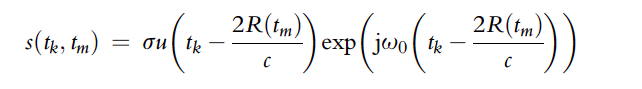 s(t_k, t_m) = σu(t_k − 2R(t_m)/c) exp(jω_0(t_k − 2R(t_m)/c))